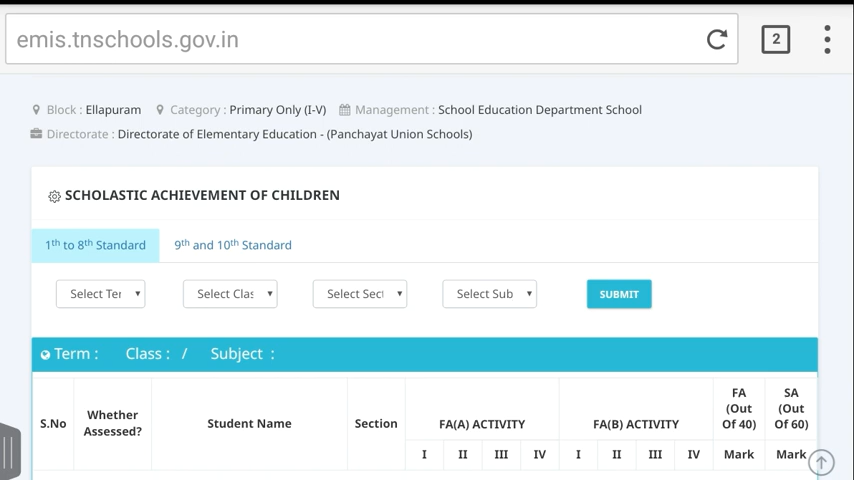 emis.tnschools.gov.in
2
Block : Ellapuram Category : Primary Only (I-V) Management : School Education Department School
Directorate : Directorate of Elementary Education - (Panchayat Union Schools)
SCHOLASTIC ACHIEVEMENT OF CHILDREN
1th to 8th Standard 9th and 10th Standard
Select Ter Select Clas Select Sect Select Sub SUBMIT
Term : Class : / Subject :
S.No Whether Assessed? Student Name Section FA(A) ACTIVITY FA(B) ACTIVITY FA (Out Of 40) SA (Out Of 60)
I II III IV I II III IV Mark Mark